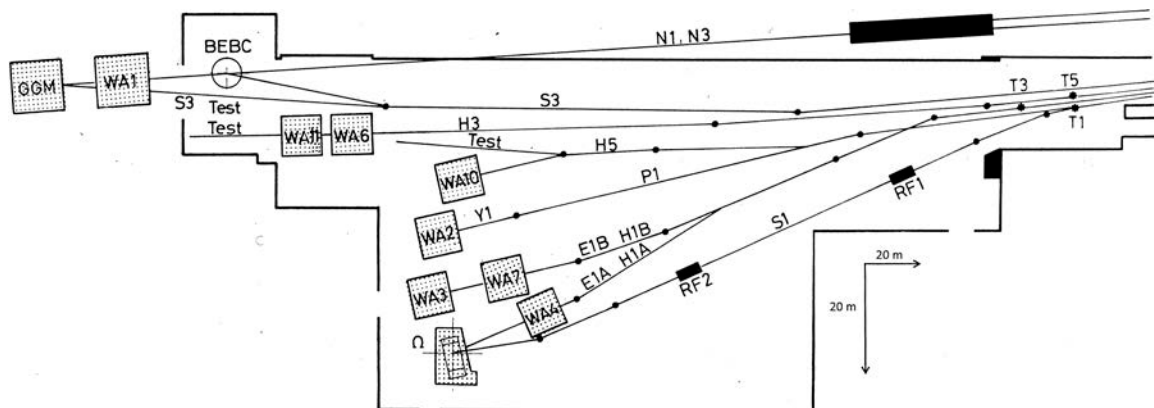 BEBC
N1, N3
GGM
WA1
S3
Test
Test
S3
T3
T5
T1
WA11
WA6
H3
Test
H5
WA10
P1
RF1
Y1
WA2
S1
E1B H1B
E1A H1A
WA3
WA7
RF2
WA4
Ω
20 m
20 m